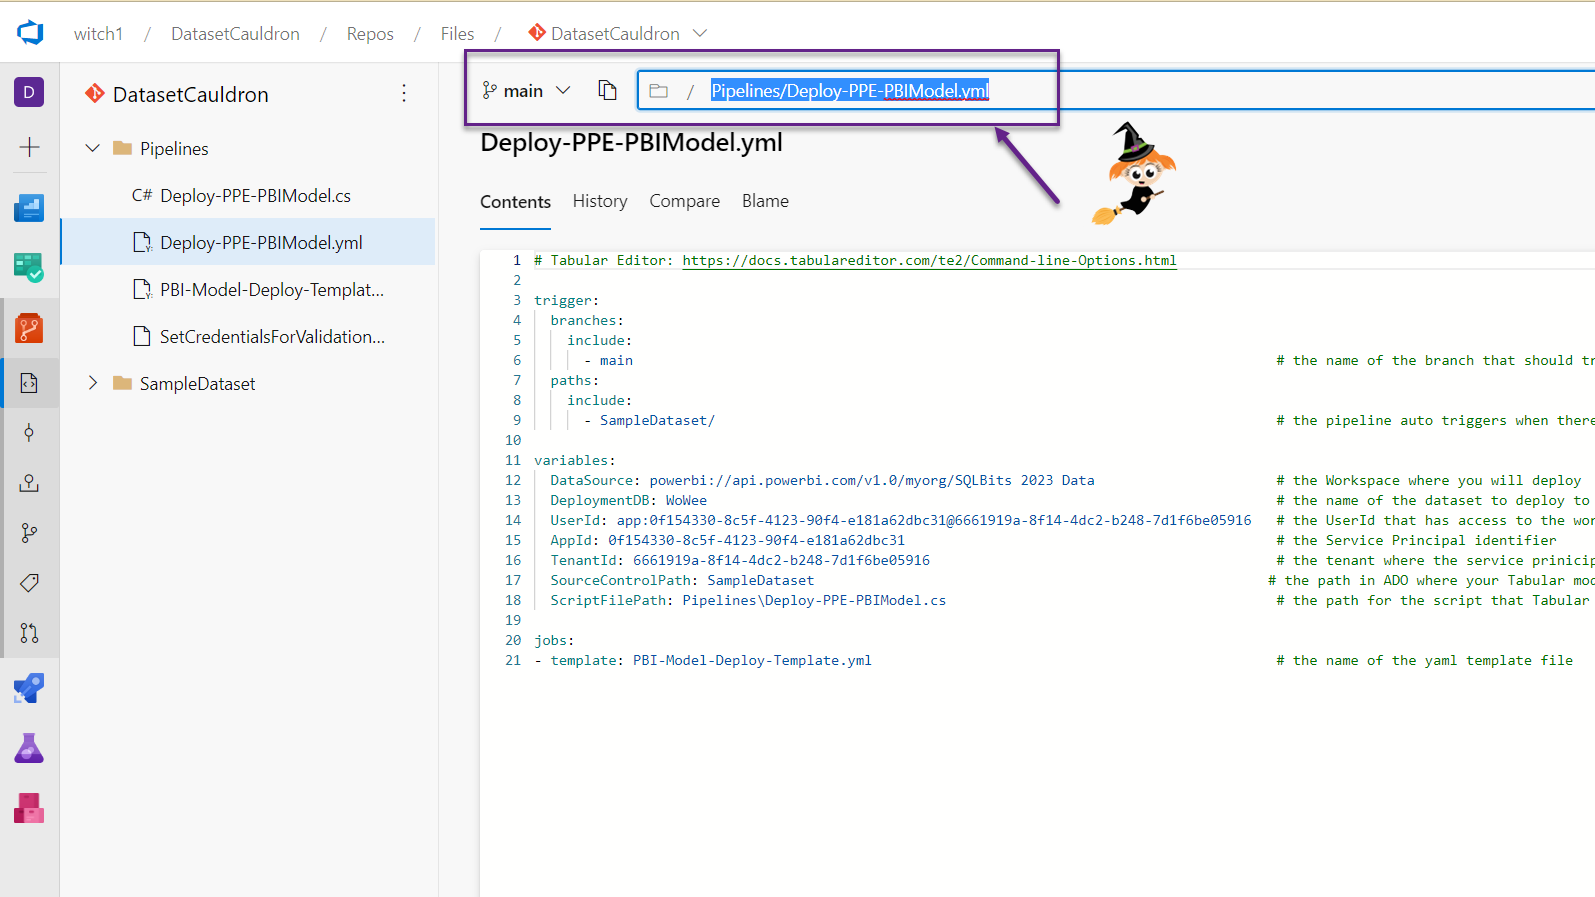 witch1 / DatasetCauldron / Repos / Files / DatasetCauldron
D
DatasetCauldron
main
/ Pipelines/Deploy-PPE-PBIModel.yml
Pipelines
C# Deploy-PPE-PBIModel.cs
Deploy-PPE-PBIModel.yml
PBI-Model-Deploy-Templat...
SetCredentialsForValidation...
SampleDataset
Deploy-PPE-PBIModel.yml
Contents History Compare Blame
1 # Tabular Editor: https://docs.tabulareditor.com/te2/Command-line-Options.html
2
3 trigger:
4 branches:
5 include:
6 - main # the name of the branch that should tr
7 paths:
8 include:
9 - SampleDataset/ # the pipeline auto triggers when there
10
11 variables:
12 DataSource: powerbi://api.powerbi.com/v1.0/myorg/SQLBits 2023 Data # the Workspace where you will deploy
13 DeploymentDB: WoWee # the name of the dataset to deploy to
14 UserId: app:0f154330-8c5f-4123-90f4-e181a62dbc31@6661919a-8f14-4dc2-b248-7d1f6be05916 # the UserId that has access to the wor
15 AppId: 0f154330-8c5f-4123-90f4-e181a62dbc31 # the Service Principal identifier
16 TenantId: 6661919a-8f14-4dc2-b248-7d1f6be05916 # the tenant where the service prinicip
17 SourceControlPath: SampleDataset # the path in ADO where your Tabular mod
18 ScriptFilePath: Pipelines\Deploy-PPE-PBIModel.cs # the path for the script that Tabular
19
20 jobs:
21 - template: PBI-Model-Deploy-Template.yml # the name of the yaml template file